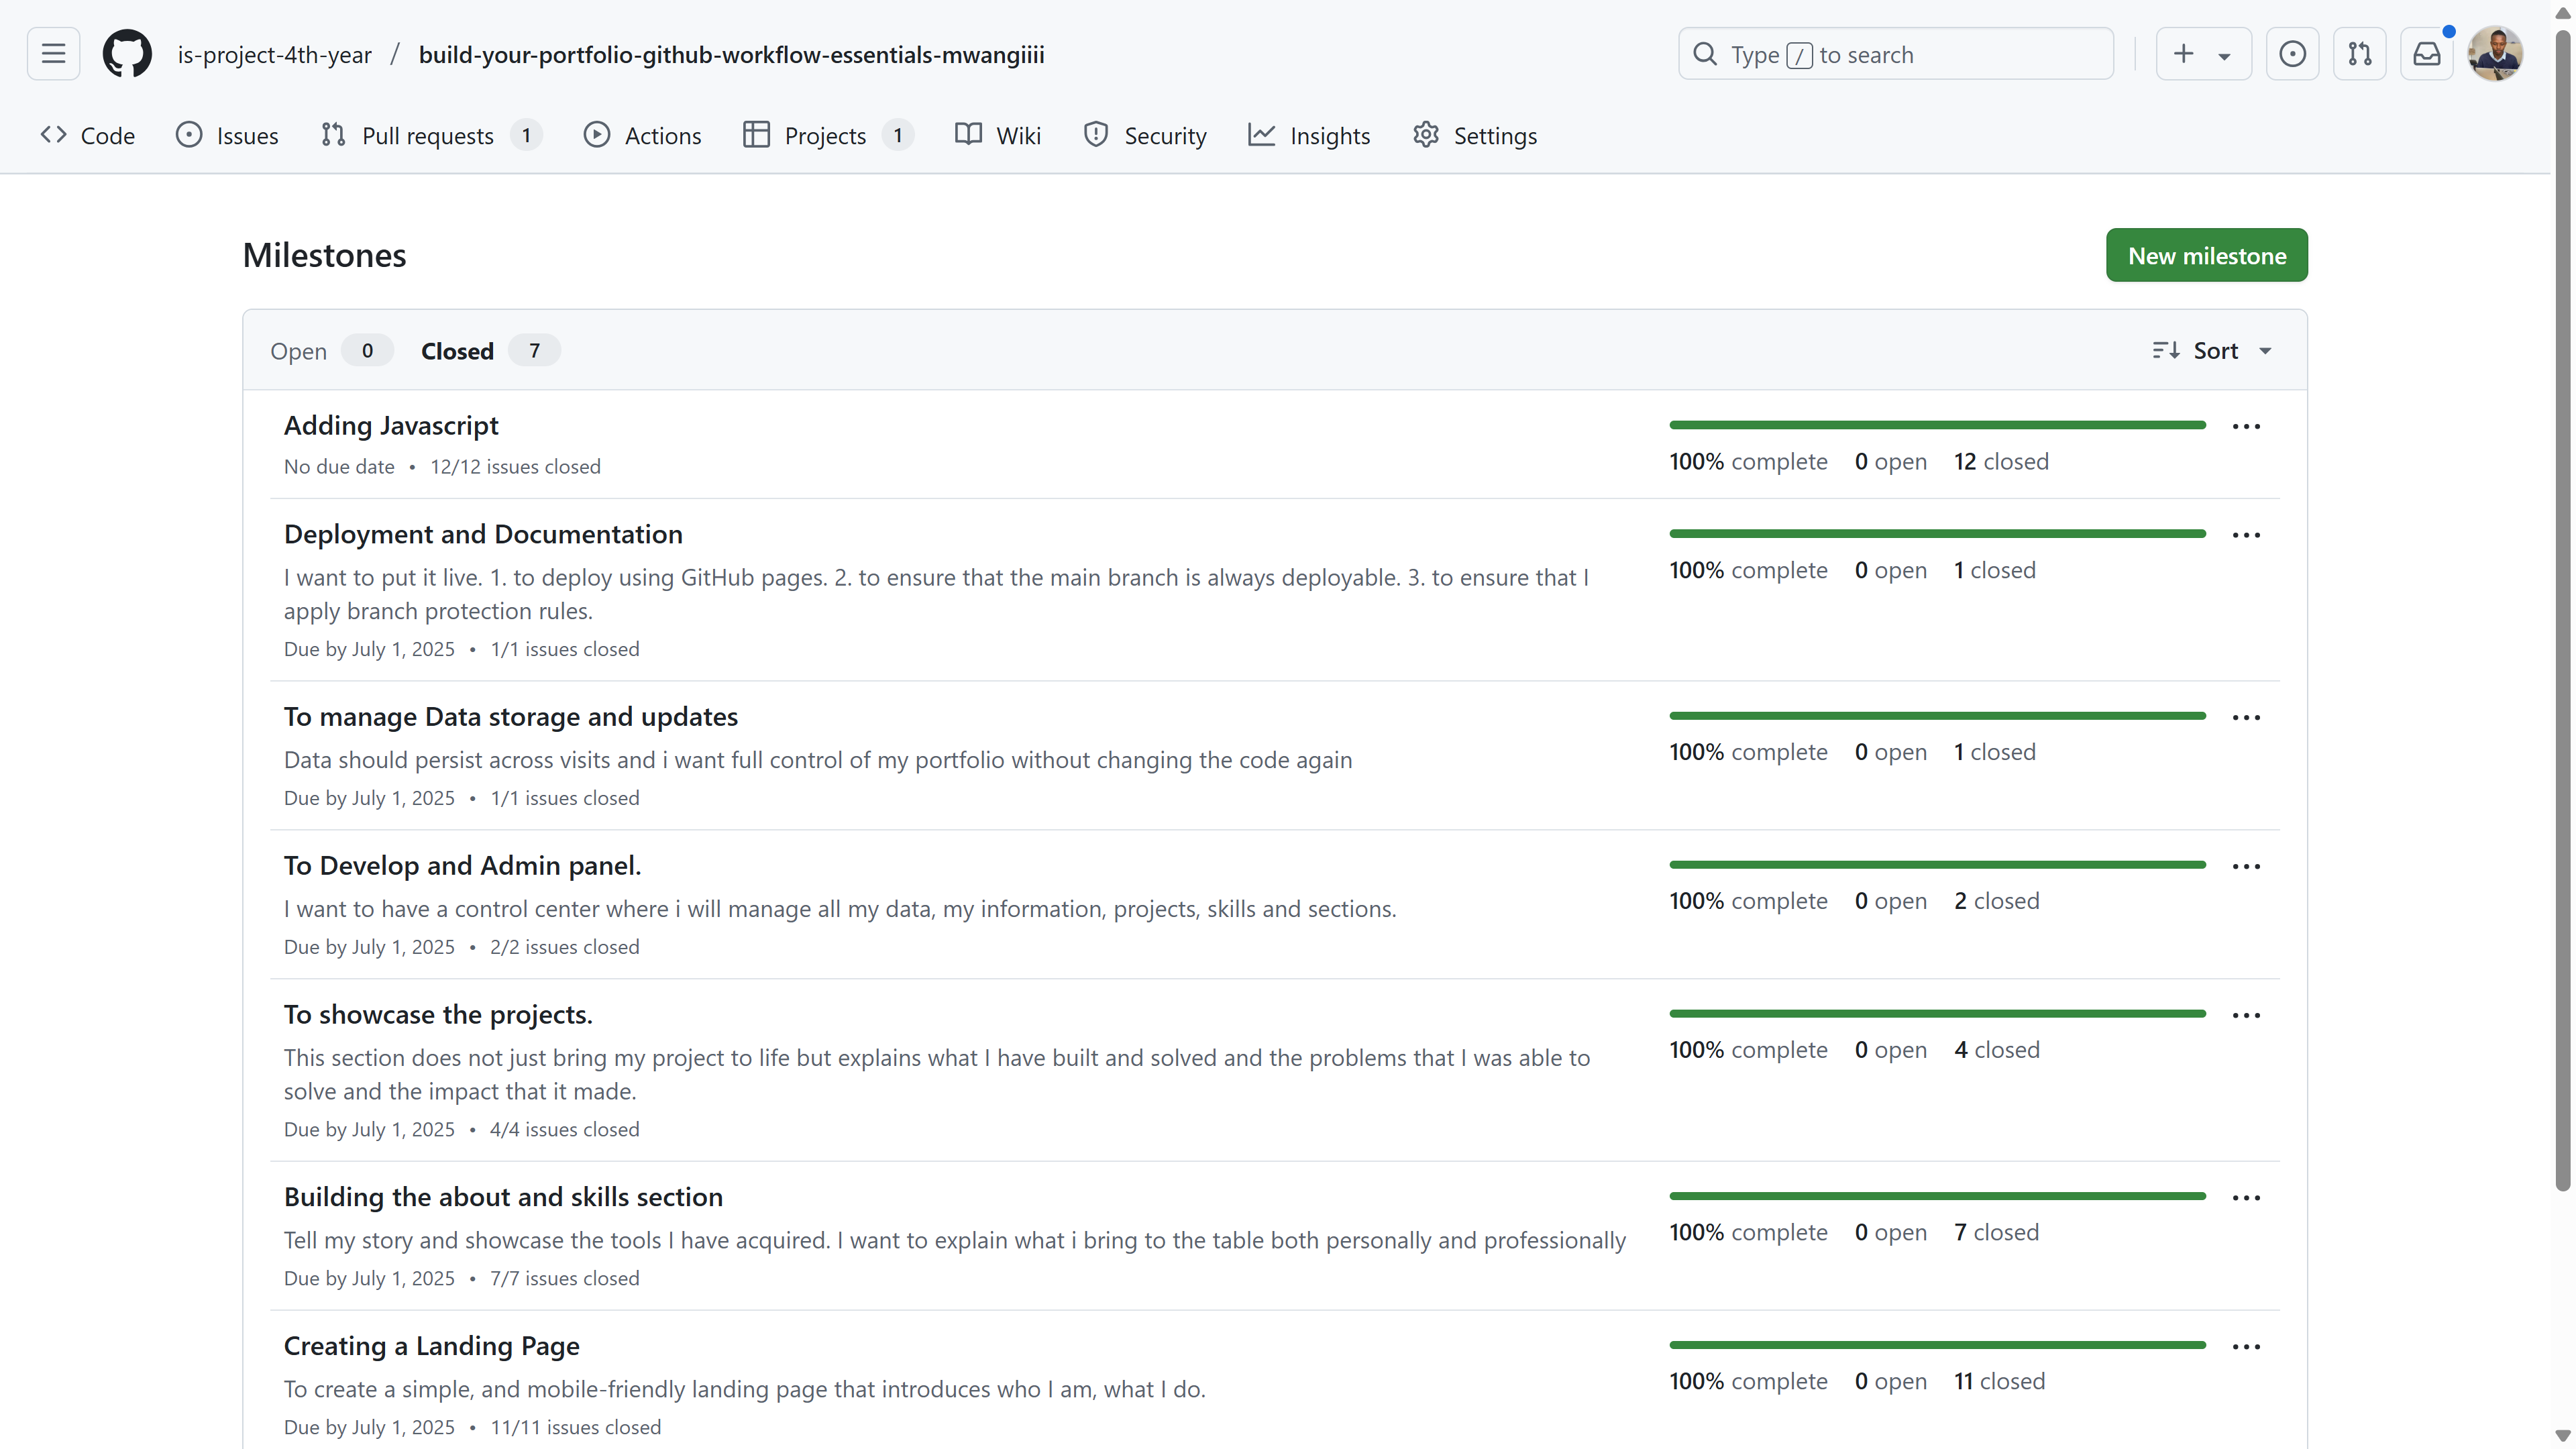 is-project-4th-year / build-your-portfolio-github-workflow-essentials-mwangiiii
Type / to search
Code Issues Pull requests 1 Actions Projects 1 Wiki Security Insights Settings
Milestones
New milestone
Open 0 Closed 7
Sort
Adding Javascript
No due date • 12/12 issues closed
100% complete 0 open 12 closed
Deployment and Documentation
I want to put it live. 1. to deploy using GitHub pages. 2. to ensure that the main branch is always deployable. 3. to ensure that I
apply branch protection rules.
Due by July 1, 2025 • 1/1 issues closed
100% complete 0 open 1 closed
To manage Data storage and updates
Data should persist across visits and i want full control of my portfolio without changing the code again
Due by July 1, 2025 • 1/1 issues closed
100% complete 0 open 1 closed
To Develop and Admin panel.
I want to have a control center where i will manage all my data, my information, projects, skills and sections.
Due by July 1, 2025 • 2/2 issues closed
100% complete 0 open 2 closed
To showcase the projects.
This section does not just bring my project to life but explains what I have built and solved and the problems that I was able to
solve and the impact that it made.
Due by July 1, 2025 • 4/4 issues closed
100% complete 0 open 4 closed
Building the about and skills section
Tell my story and showcase the tools I have acquired. I want to explain what i bring to the table both personally and professionally
Due by July 1, 2025 • 7/7 issues closed
100% complete 0 open 7 closed
Creating a Landing Page
To create a simple, and mobile-friendly landing page that introduces who I am, what I do.
Due by July 1, 2025 • 11/11 issues closed
100% complete 0 open 11 closed